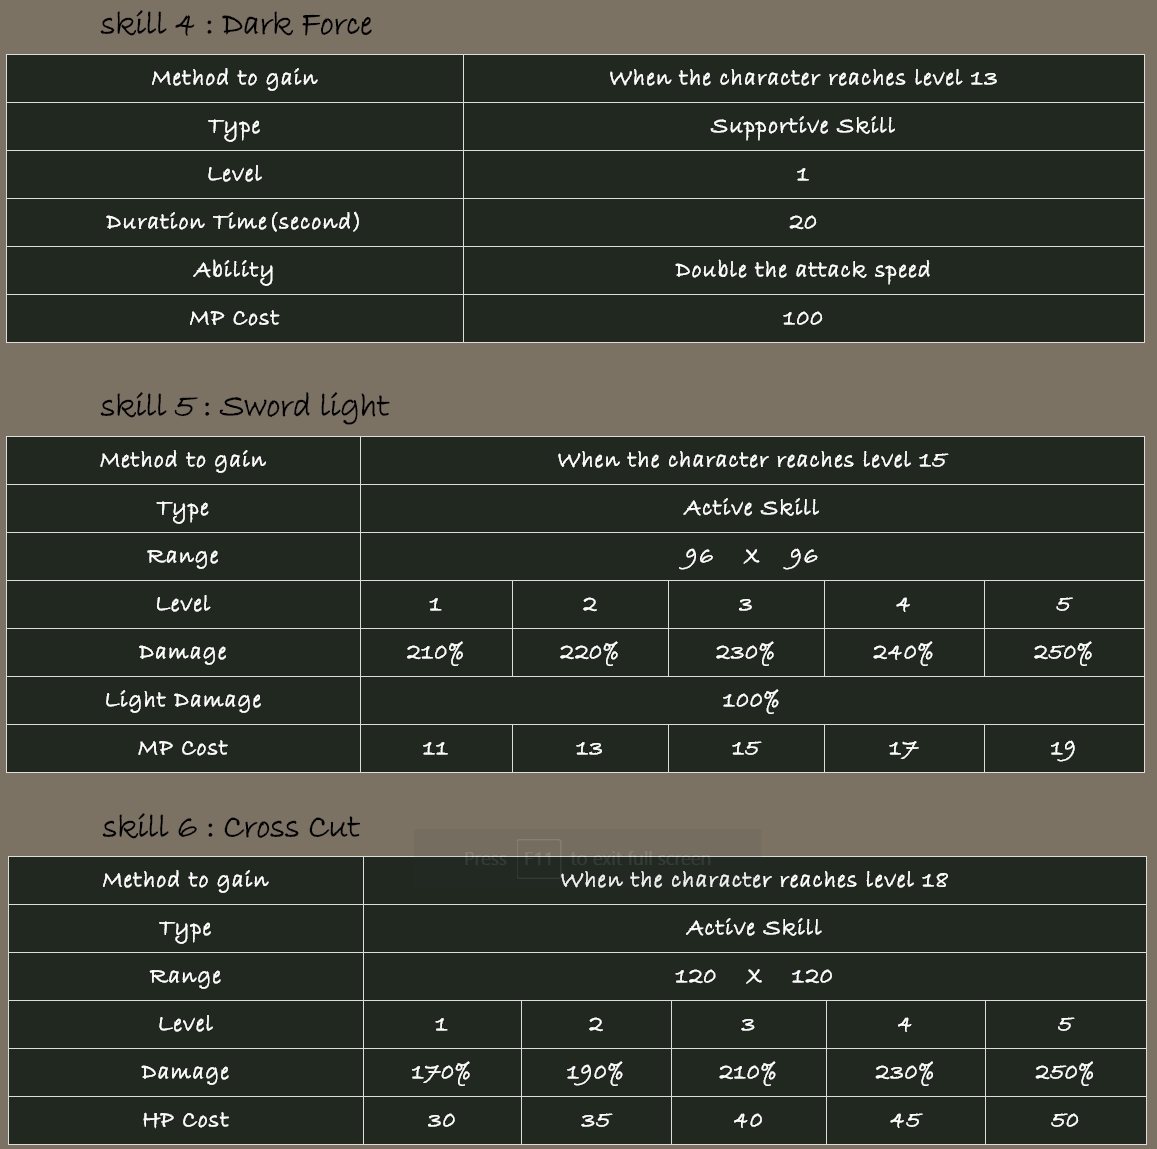 skill 4 : Dark Force
Method to gain When the character reaches level 13
Type Supportive Skill
Level 1
Duration Time(second) 20
Ability Double the attack speed
MP Cost 100
skill 5 : Sword light
Method to gain When the character reaches level 15
Type Active Skill
Range 96 X 96
Level 1 2 3 4 5
Damage 210% 220% 230% 240% 250%
Light Damage 100%
MP Cost 11 13 15 17 19
skill 6 : Cross Cut
Press F11 to exit full screen
Method to gain When the character reaches level 18
Type Active Skill
Range 120 X 120
Level 1 2 3 4 5
Damage 170% 190% 210% 230% 250%
HP Cost 30 35 40 45 50